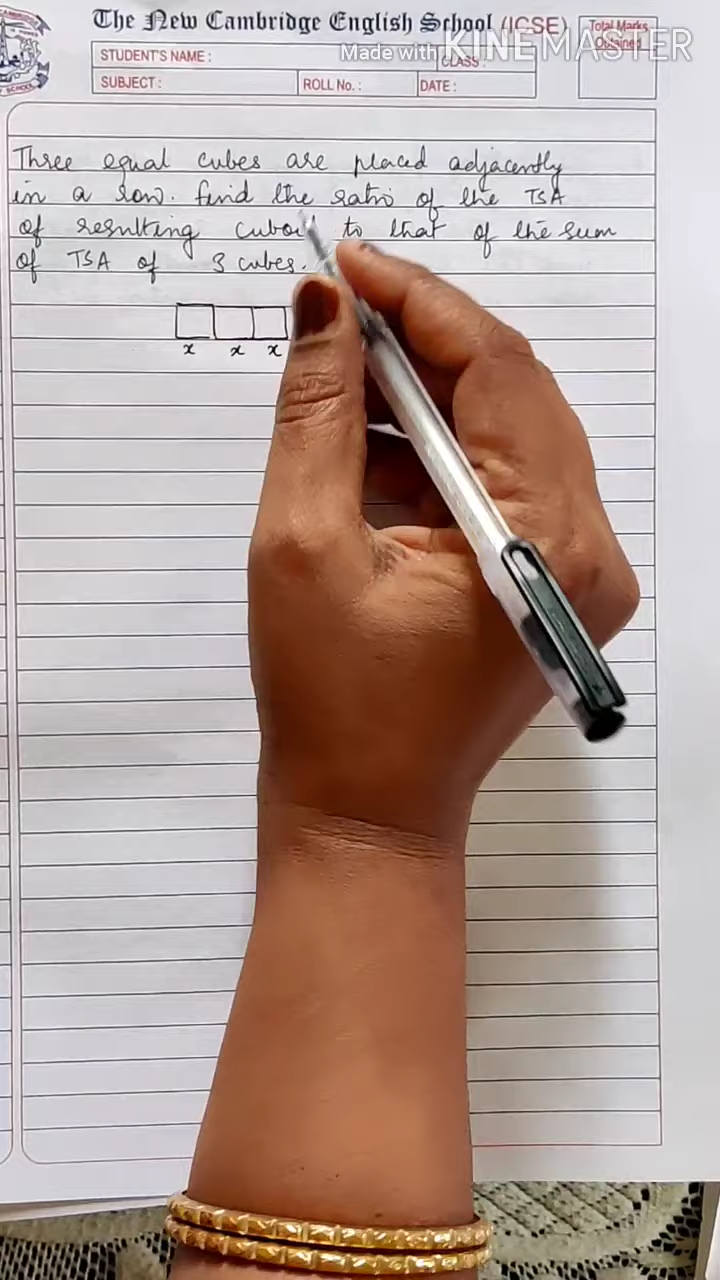 The New Cambridge English School (ICSE)
Total Marks
Obtained
Made with KINEMASTER
STUDENT'S NAME :
CLASS :
SUBJECT :
ROLL No. :
DATE :
Three equal cubes are placed adjacently
in a row. find the ratio of the TSA
of resulting cuboid to that of the sum
of TSA of 3 cubes.
x x x